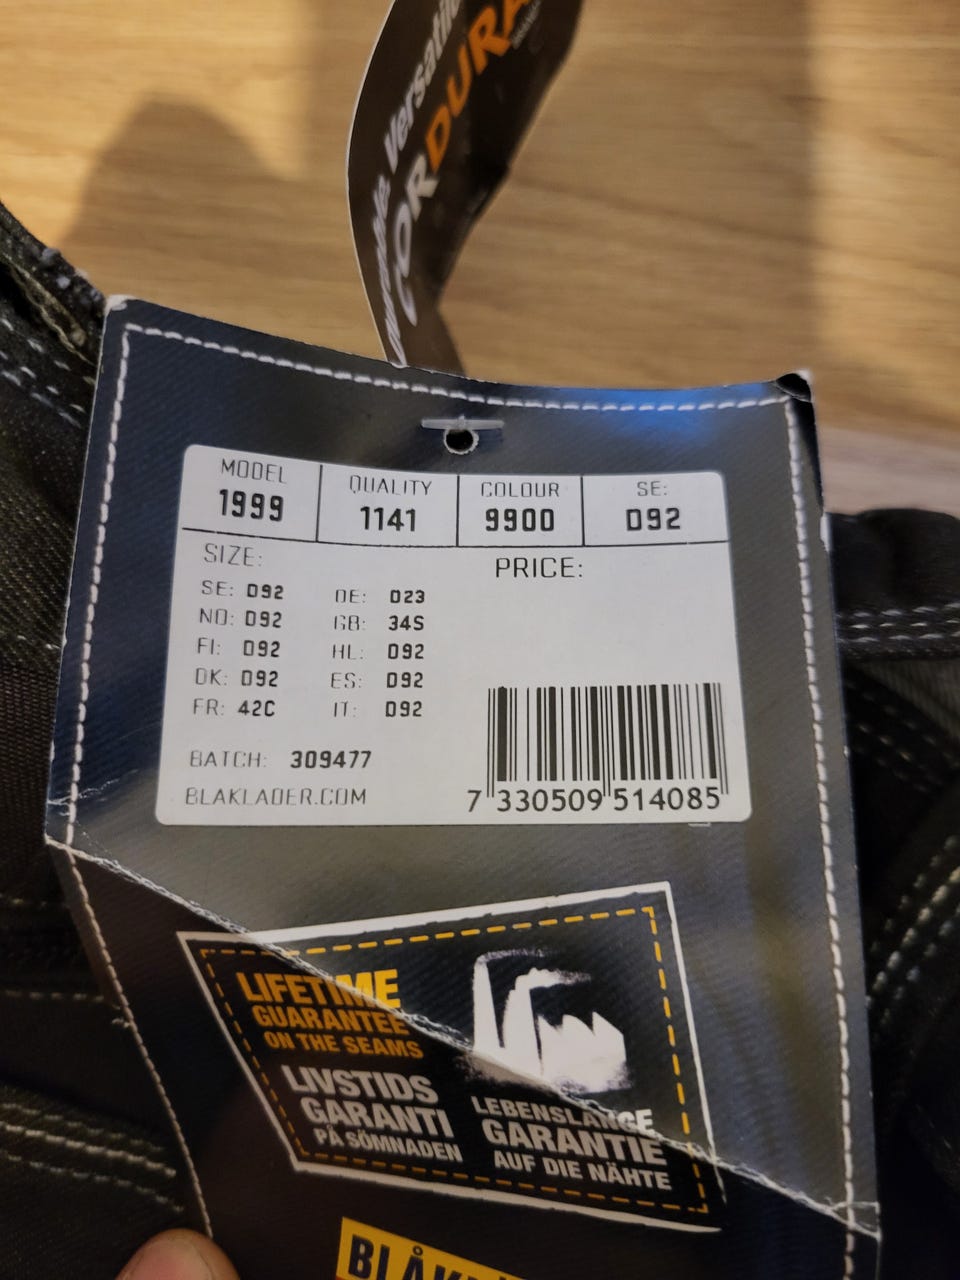 Versatile
CORDURA
MODEL
1999
QUALITY
1141
COLOUR
9900
SE:
D92
SIZE:
PRICE:
SE: D92
DE: 023
NO: D92
GB: 34S
FI: D92
HL: D92
DK: D92
ES: D92
FR: 42C
IT: D92
BATCH: 309477
BLAKLADER.COM
7 330509 514085
LIFETIME
GUARANTEE
ON THE SEAMS
LIVSTIDS
GARANTI
PÅ SÖMNADEN
LEBENSLANGE
GARANTIE
AUF DIE NÄHTE